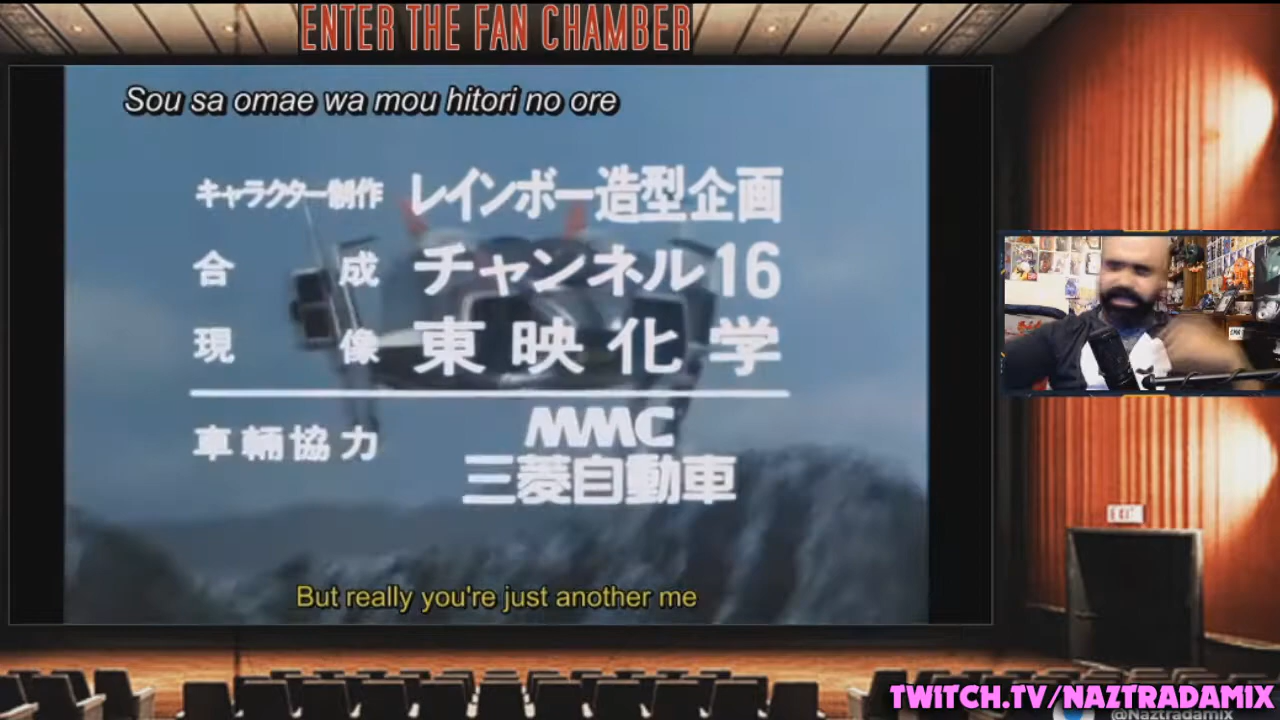 ENTER THE FAN CHAMBER
Sou sa omae wa mou hitori no ore
キャラクター制作 レインボー造型企画
合成 チャンネル16
現像 東映化学
車輌協力 MMC
三菱自動車
But really you're just another me
EXIT
TWITCH.TV/NAZTRADAMIX
@Naztradamix